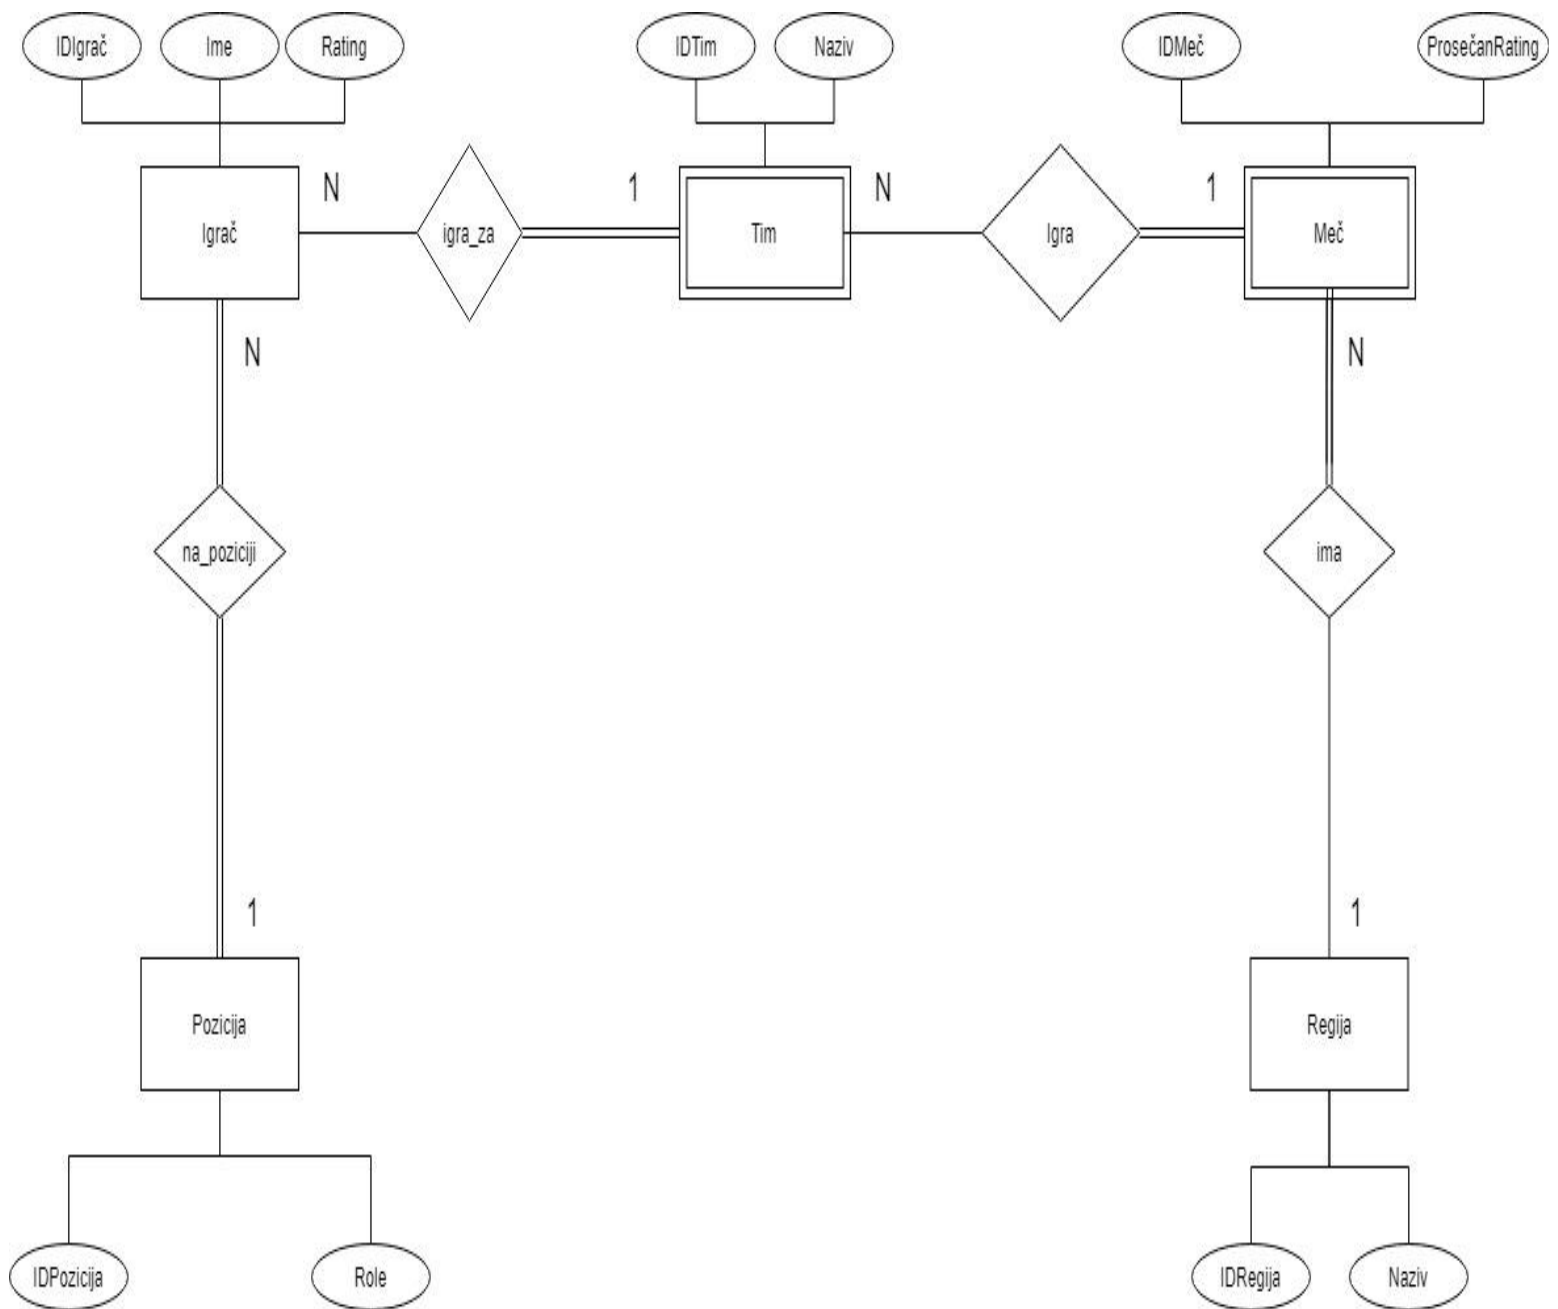 IDIgrač
Ime
Rating
IDTim
Naziv
IDMeč
ProsečanRating
Igrač
N
igra_za
1
Tim
N
Igra
1
Meč
N
N
na_poziciji
ima
1
1
Pozicija
Regija
IDPozicija
Role
IDRegija
Naziv